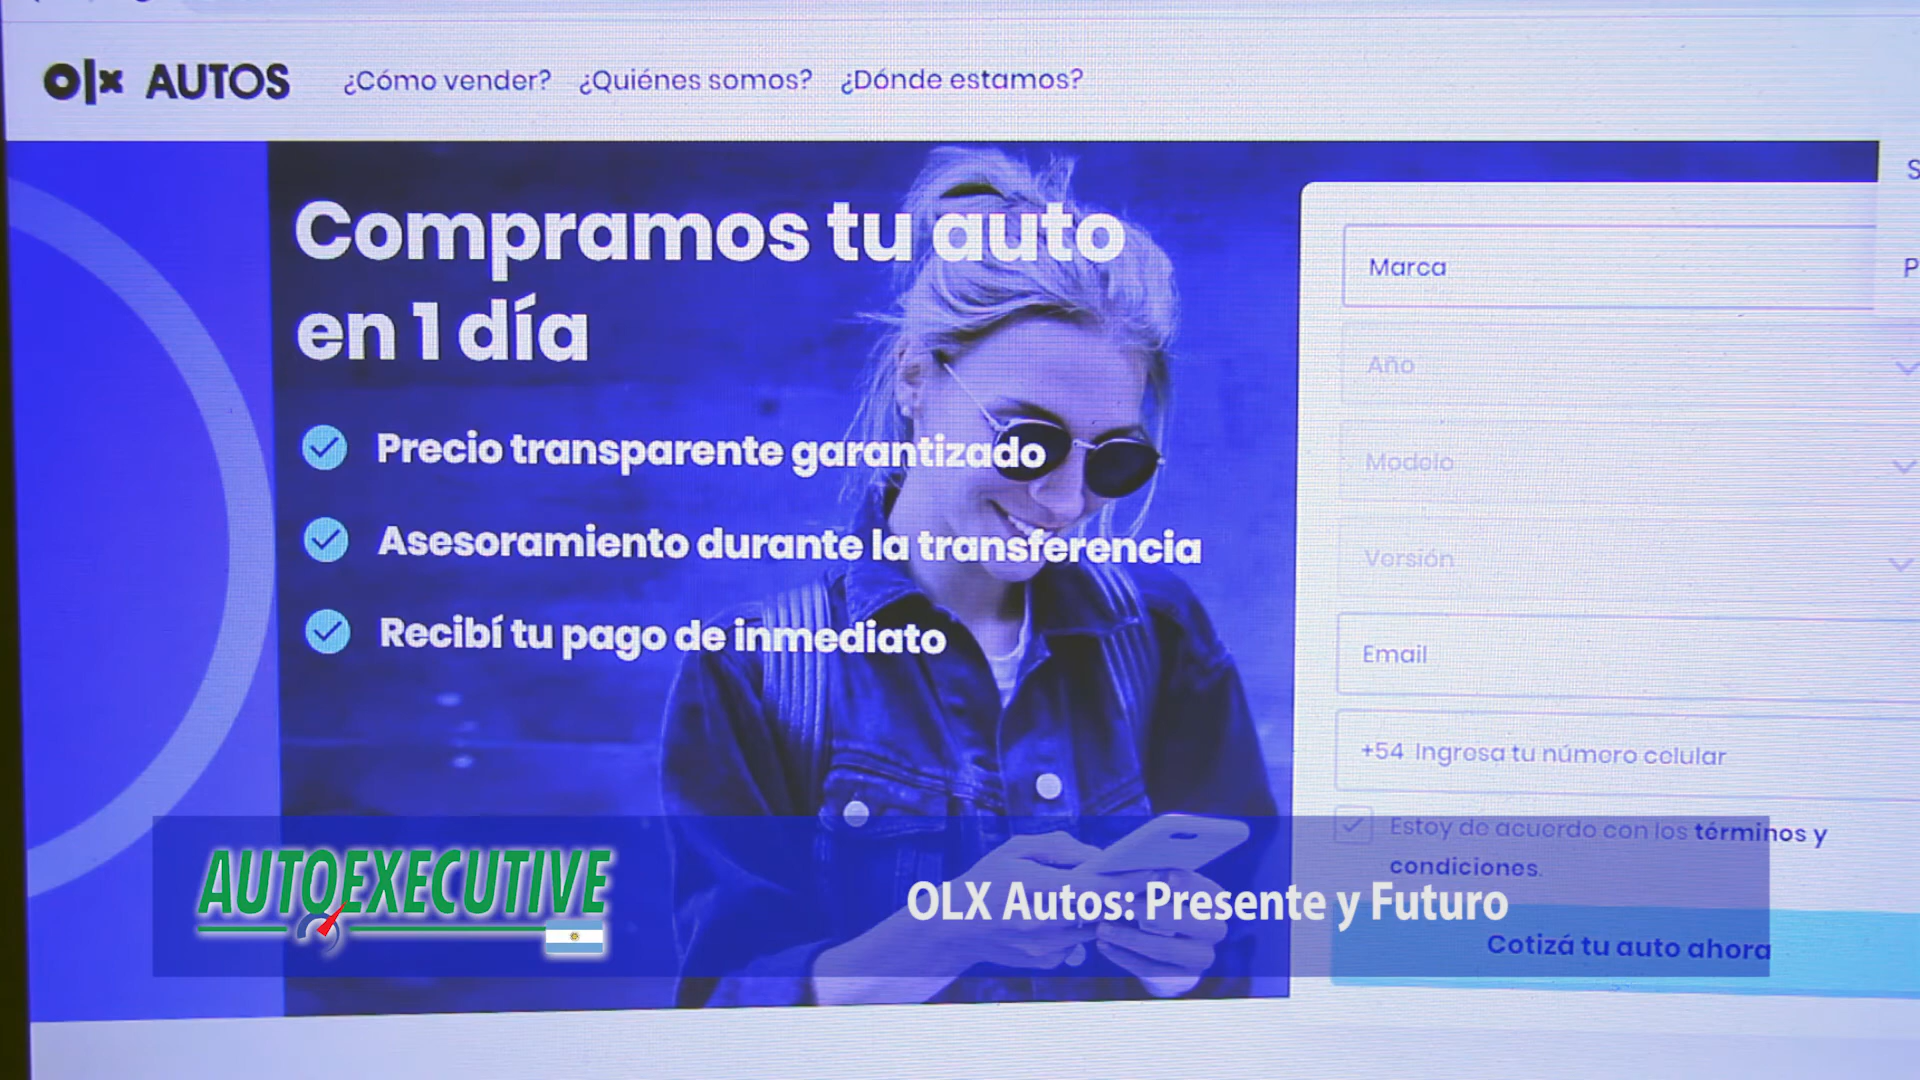 olx AUTOS ¿Cómo vender? ¿Quiénes somos? ¿Dónde estamos?
Compramos tu auto
en 1 día
Precio transparente garantizado
Asesoramiento durante la transferencia
Recibí tu pago de inmediato
Marca
Año
Modelo
Versión
Email
+54 Ingresa tu número celular
Estoy de acuerdo con los términos y
condiciones.
Cotizá tu auto ahora
AUTOEXECUTIVE
OLX Autos: Presente y Futuro